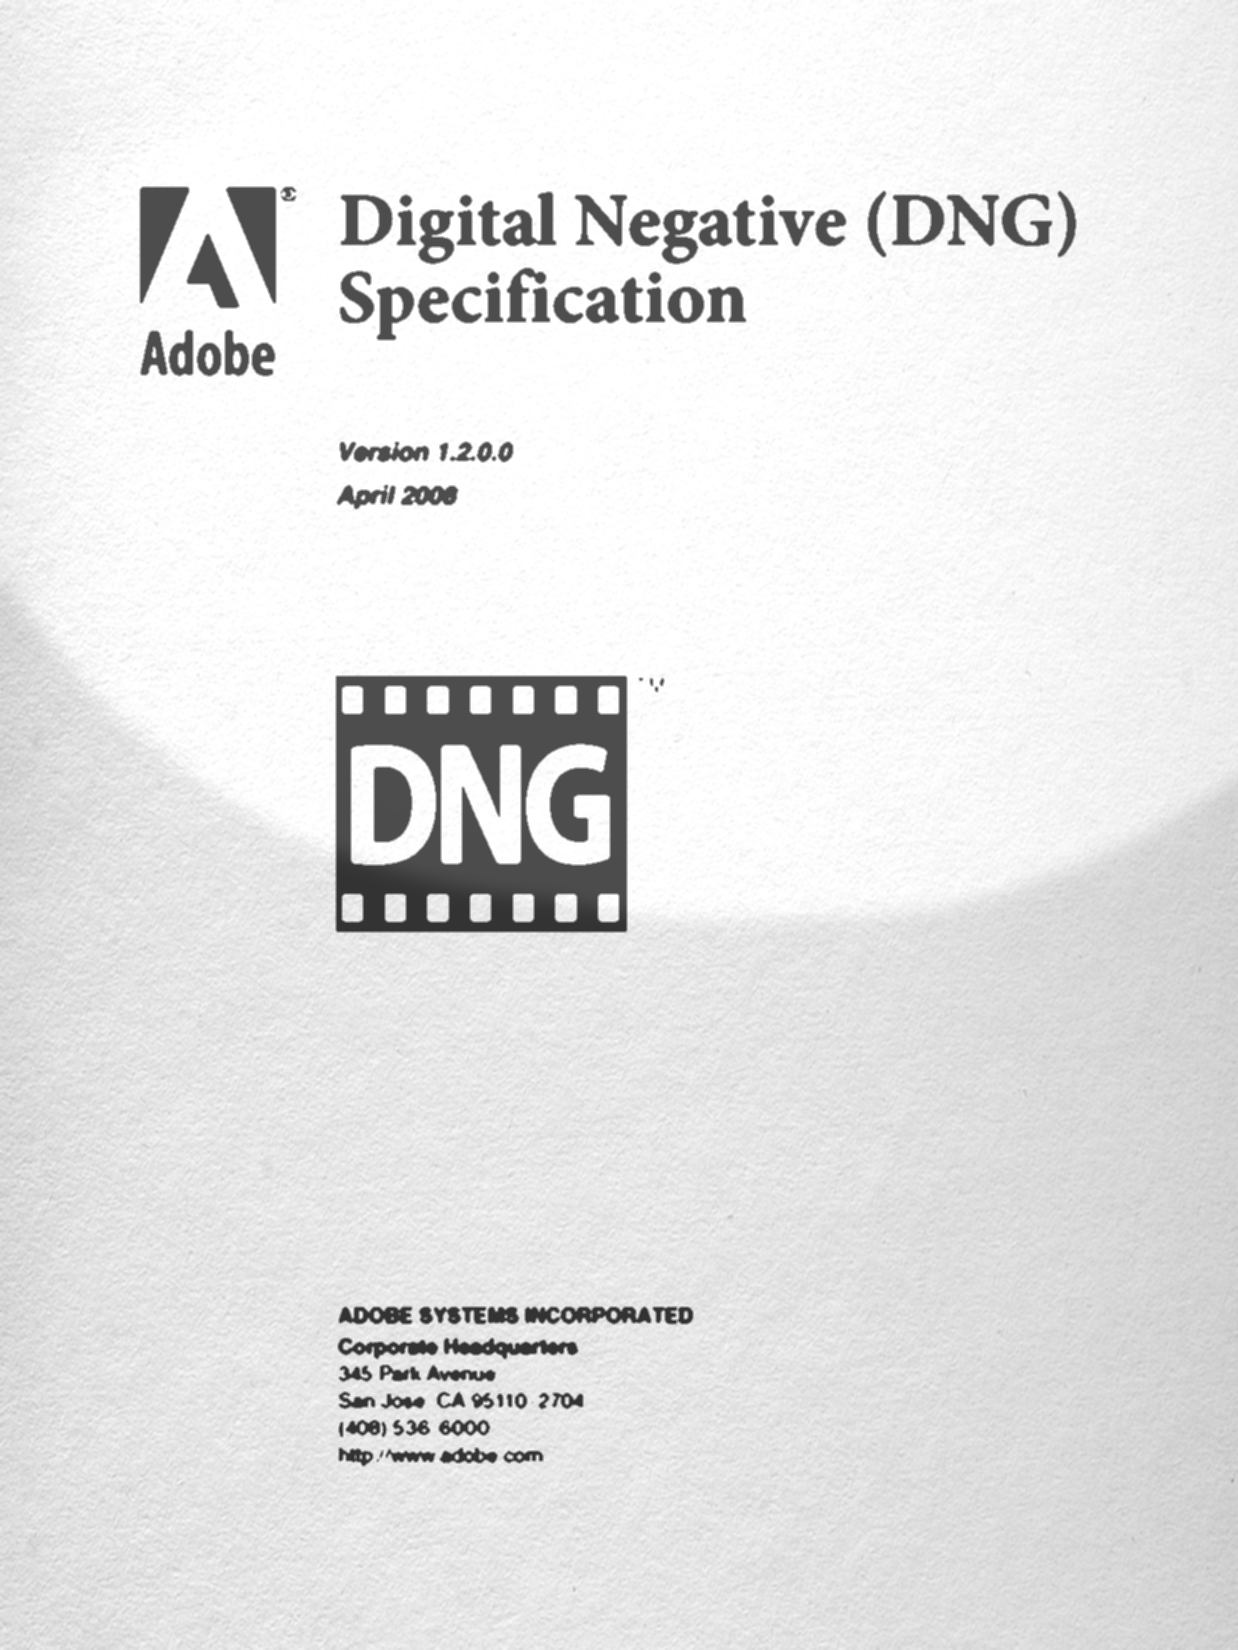 Adobe®
Digital Negative (DNG)
Specification
Version 1.2.0.0
April 2008
DNG
ADOBE SYSTEMS INCORPORATED
Corporate Headquarters
345 Park Avenue
San Jose CA 95110 2704
(408) 536 6000
http://www adobe com